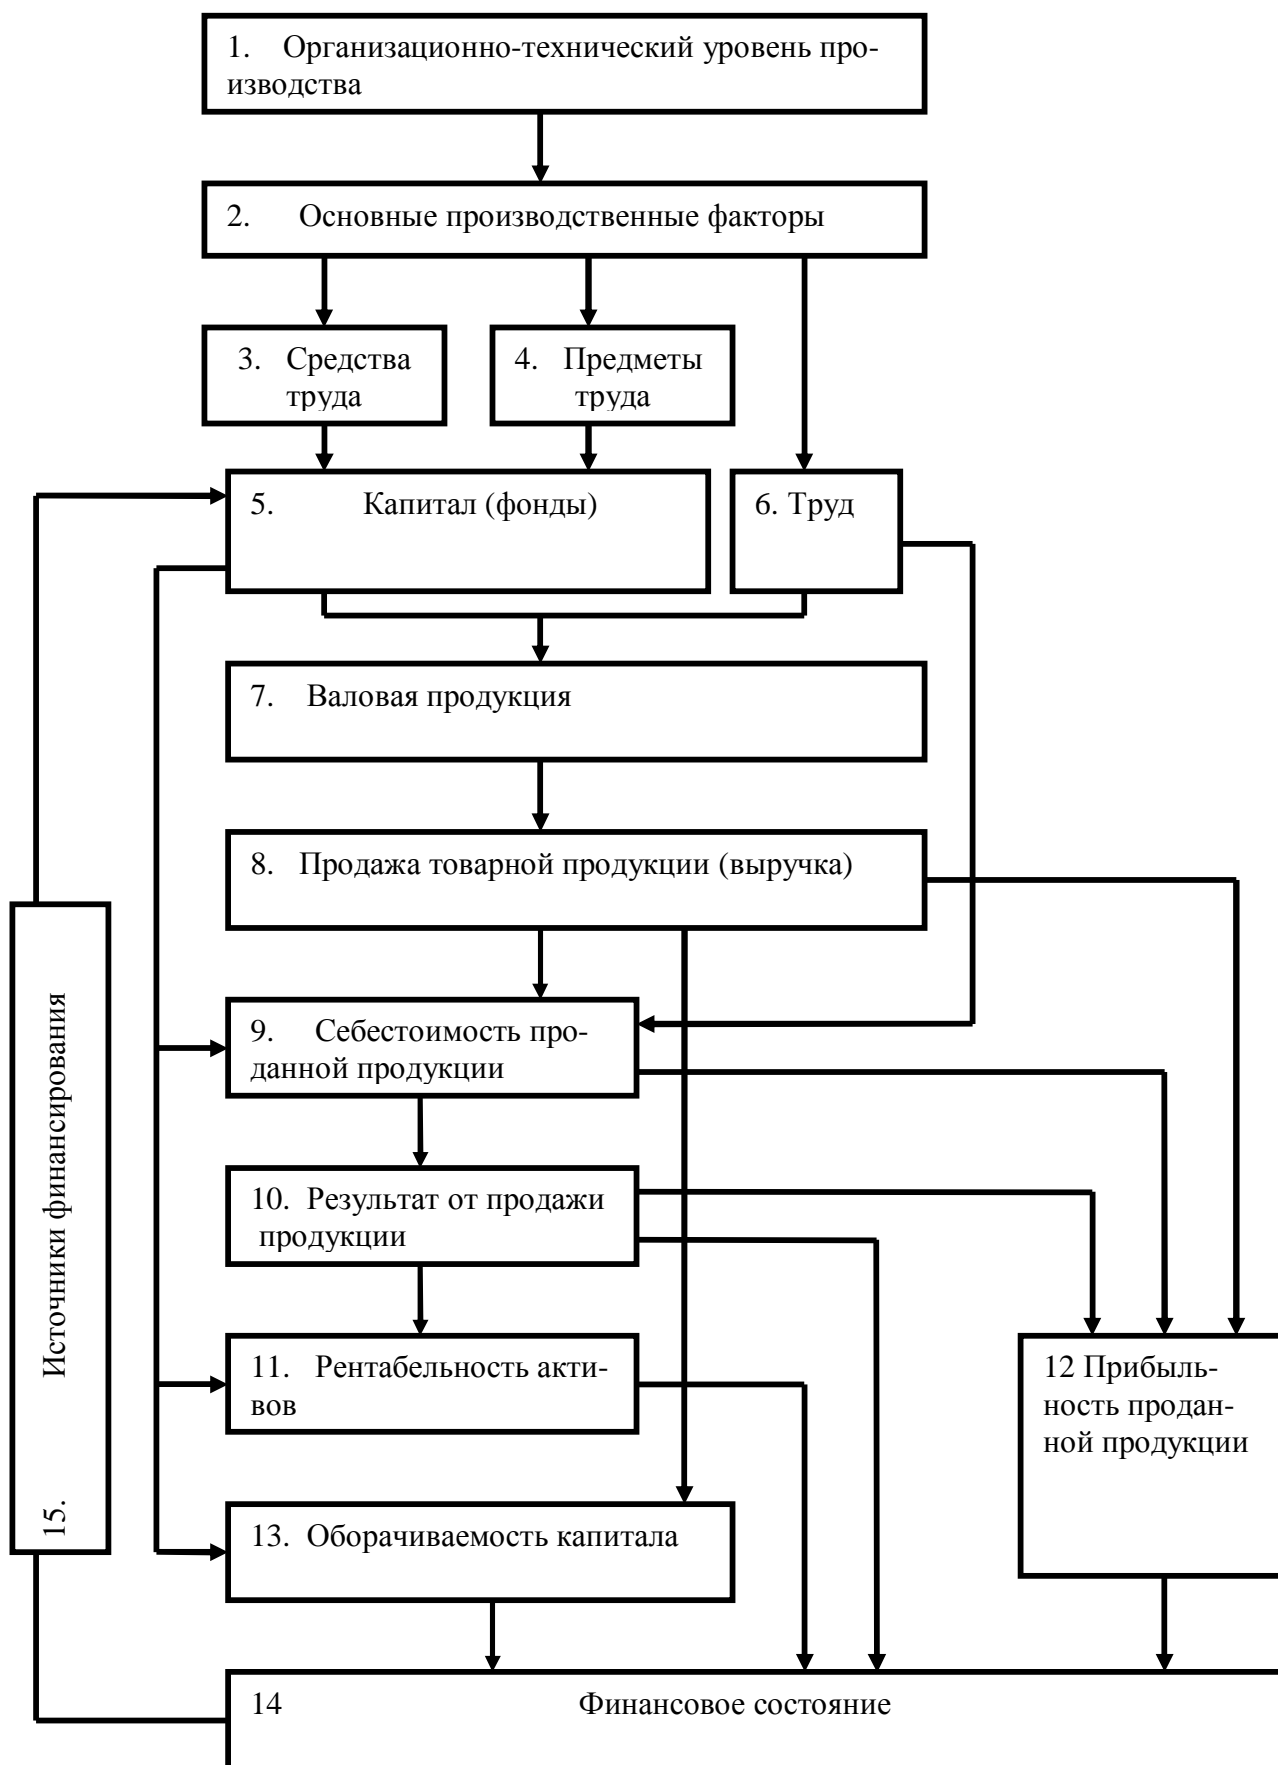 1. Организационно-технический уровень про-
изводства
2. Основные производственные факторы
3. Средства
труда
4. Предметы
труда
5. Капитал (фонды)
6. Труд
7. Валовая продукция
8. Продажа товарной продукции (выручка)
9. Себестоимость про-
данной продукции
10. Результат от продажи
продукции
11. Рентабельность акти-
вов
12 Прибыль-
ность продан-
ной продукции
13. Оборачиваемость капитала
14 Финансовое состояние
15. Источники финансирования